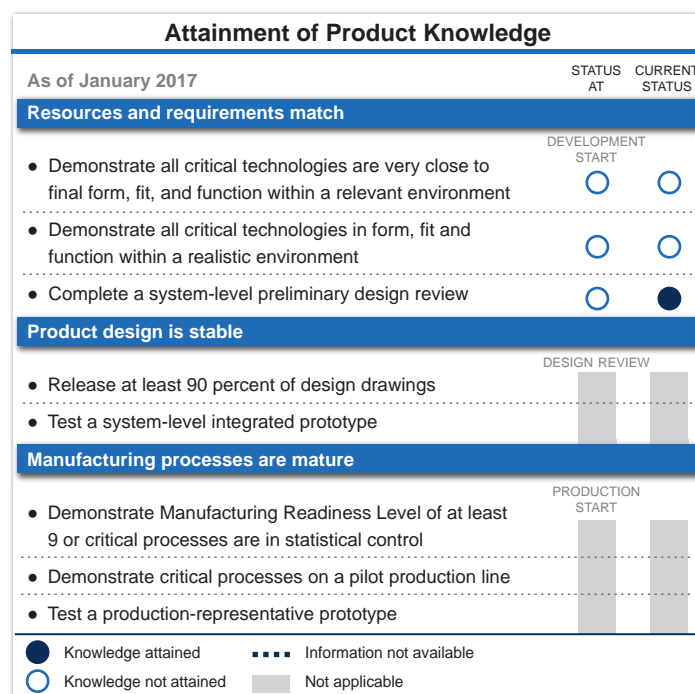 Attainment of Product Knowledge
As of January 2017
STATUS AT
CURRENT STATUS
Resources and requirements match
DEVELOPMENT START
● Demonstrate all critical technologies are very close to
final form, fit, and function within a relevant environment
● Demonstrate all critical technologies in form, fit and
function within a realistic environment
● Complete a system-level preliminary design review
Product design is stable
DESIGN REVIEW
● Release at least 90 percent of design drawings
● Test a system-level integrated prototype
Manufacturing processes are mature
PRODUCTION START
● Demonstrate Manufacturing Readiness Level of at least
9 or critical processes are in statistical control
● Demonstrate critical processes on a pilot production line
● Test a production-representative prototype
Knowledge attained
Information not available
Knowledge not attained
Not applicable